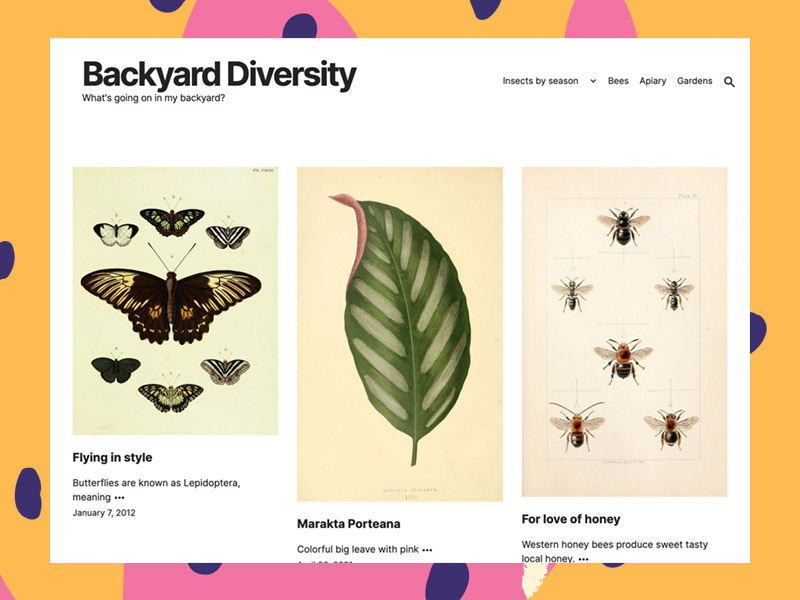 Backyard Diversity
What's going on in my backyard?
Insects by season
Bees
Apiary
Gardens
Flying in style
Butterflies are known as Lepidoptera,
meaning •••
January 7, 2012
MARAKTA PORTEANA
Marakta Porteana
Colorful big leave with pink •••
For love of honey
Western honey bees produce sweet tasty
local honey. •••